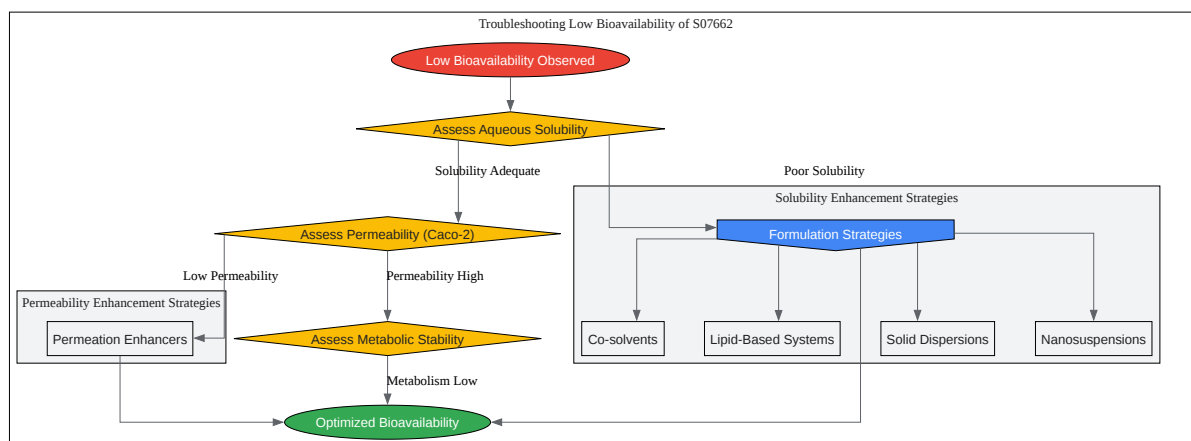 Troubleshooting Low Bioavailability of S07662
Low Bioavailability Observed
Assess Aqueous Solubility
Solubility Adequate
Poor Solubility
Solubility Enhancement Strategies
Assess Permeability (Caco-2)
Formulation Strategies
Low Permeability
Permeability High
Permeability Enhancement Strategies
Permeation Enhancers
Assess Metabolic Stability
Co-solvents
Lipid-Based Systems
Solid Dispersions
Nanosuspensions
Metabolism Low
Optimized Bioavailability